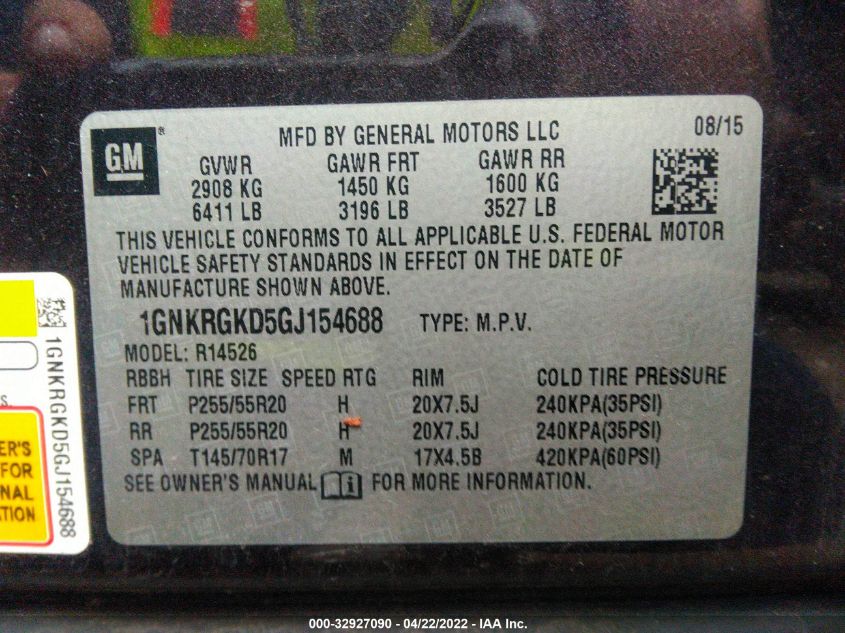 GM
®
MFD BY GENERAL MOTORS LLC 08/15
GVWR GAWR FRT GAWR RR
2908 KG 1450 KG 1600 KG
6411 LB 3196 LB 3527 LB
THIS VEHICLE CONFORMS TO ALL APPLICABLE U.S. FEDERAL MOTOR
VEHICLE SAFETY STANDARDS IN EFFECT ON THE DATE OF
MANUFACTURE SHOWN ABOVE.
1GNKRGKD5GJ154688 TYPE: M.P.V.
MODEL: R14526
RBBH TIRE SIZE SPEED RTG RIM COLD TIRE PRESSURE
FRT P255/55R20 H 20X7.5J 240KPA(35PSI)
RR P255/55R20 H 20X7.5J 240KPA(35PSI)
SPA T145/70R17 M 17X4.5B 420KPA(60PSI)
SEE OWNER'S MANUAL i FOR MORE INFORMATION.
1GNKRGKD5GJ154688
S.
ER'S
FOR
NAL
TION
000-32927090 - 04/22/2022 - IAA Inc.